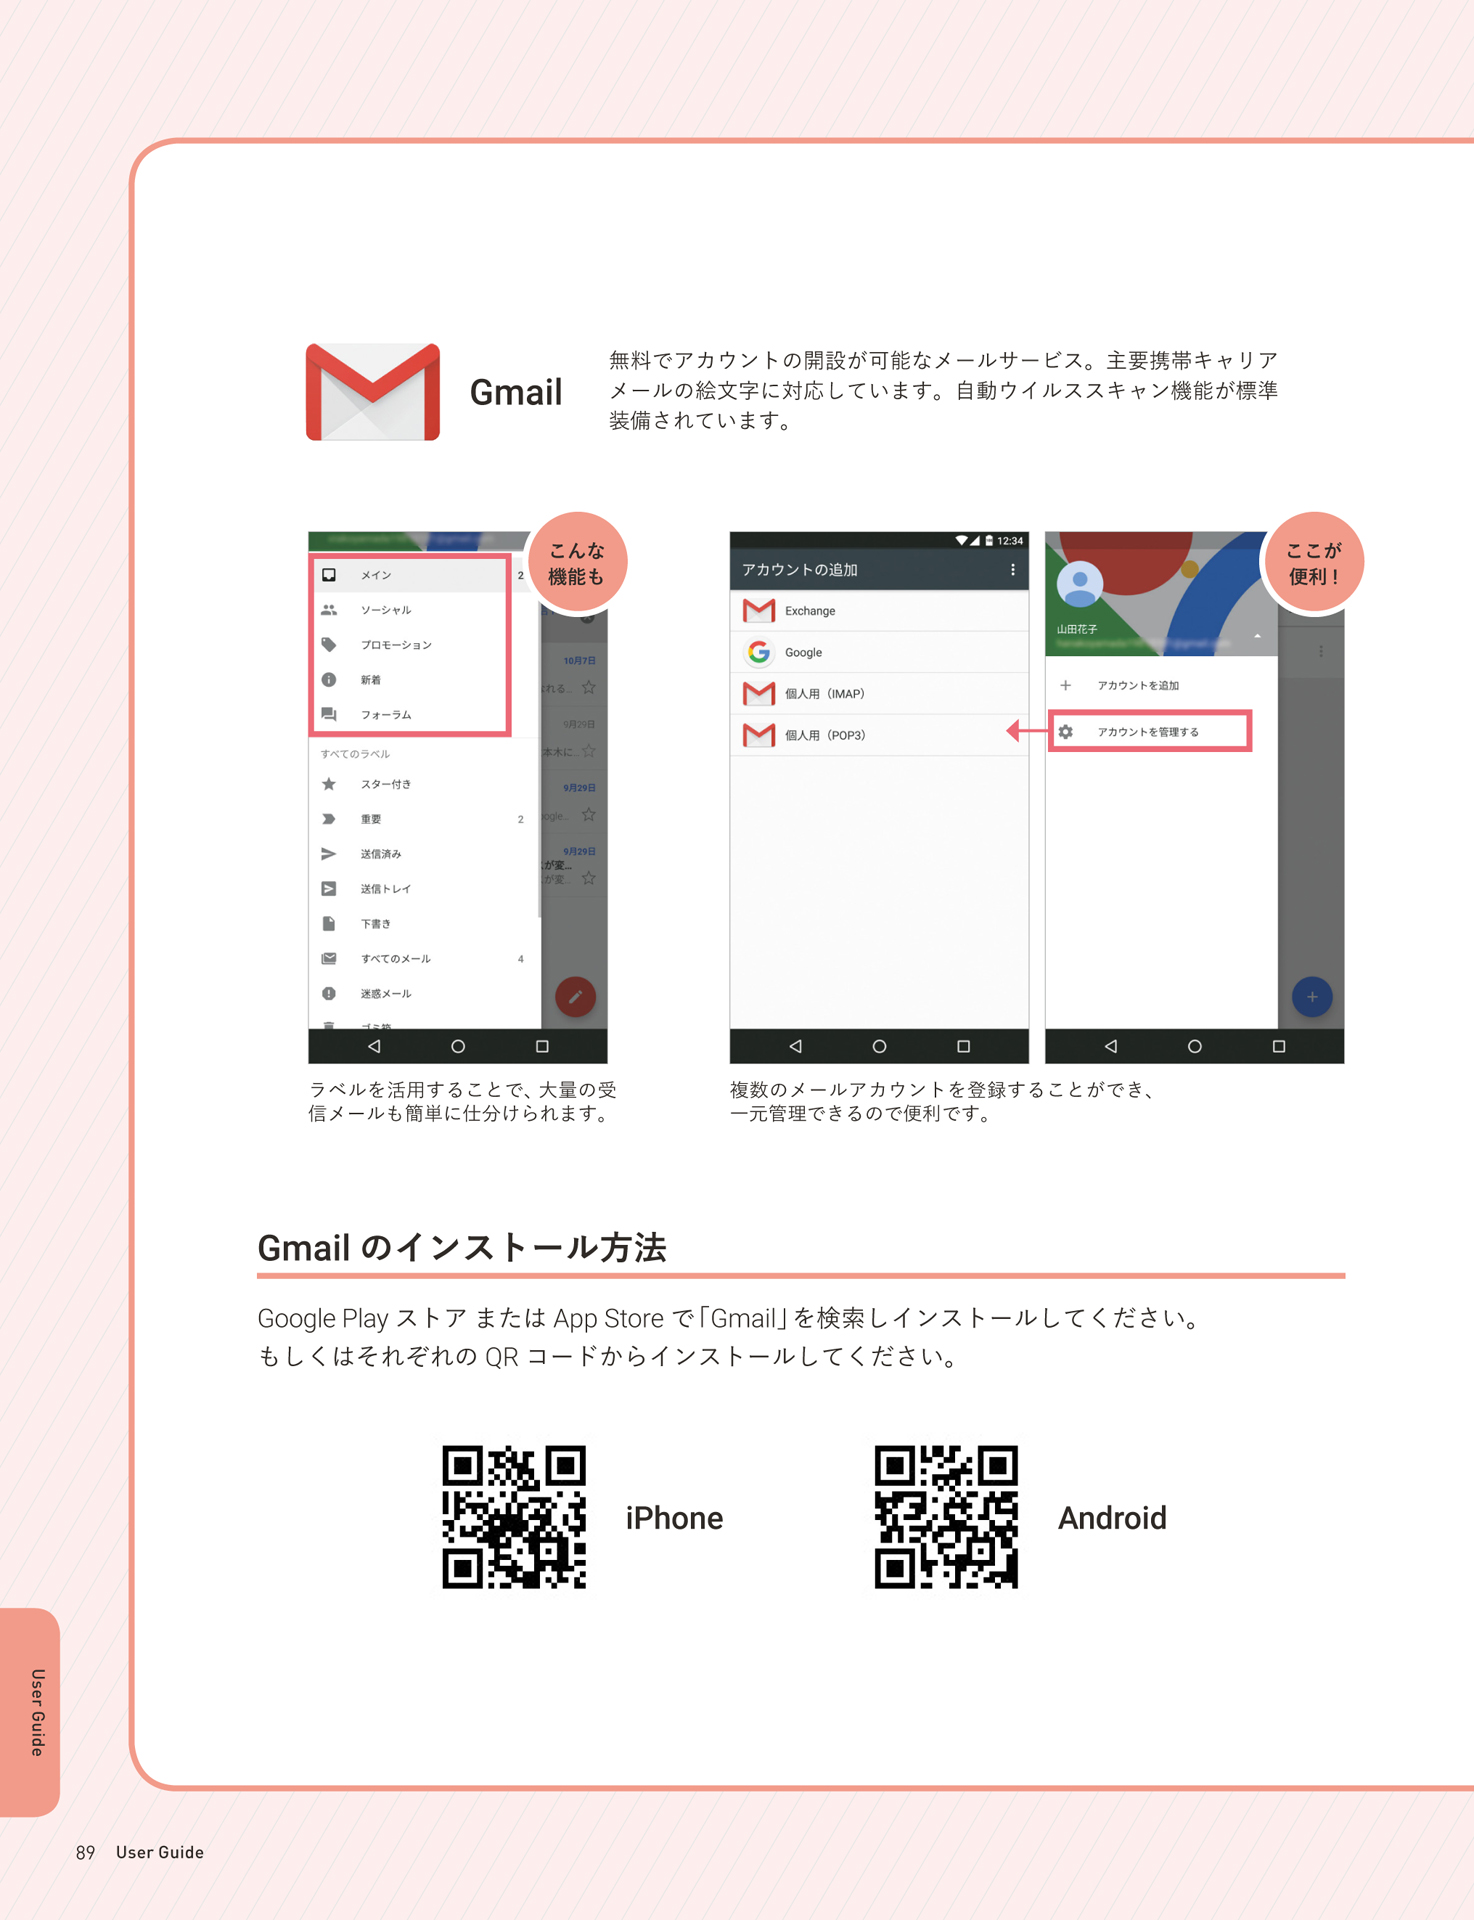 Gmail
無料でアカウントの開設が可能なメールサービス。主要携帯キャリア
メールの絵文字に対応しています。自動ウイルススキャン機能が標準
装備されています。
こんな
機能も
メイン 2
ソーシャル
プロモーション
新着
フォーラム
すべてのラベル
スター付き
重要 2
送信済み
送信トレイ
下書き
すべてのメール 4
迷惑メール
ゴミ箱
10月7日
9月29日
9月29日
9月29日
が変…
が変…
ラベルを活用することで、大量の受
信メールも簡単に仕分けられます。
12:34
アカウントの追加
Exchange
Google
個人用（IMAP）
個人用（POP3）
ここが
便利！
山田花子
アカウントを追加
アカウントを管理する
複数のメールアカウントを登録することができ、
一元管理できるので便利です。
Gmail のインストール方法
Google Play ストア または App Store で「Gmail」を検索しインストールしてください。
もしくはそれぞれの QR コードからインストールしてください。
iPhone
Android
User Guide
89 User Guide